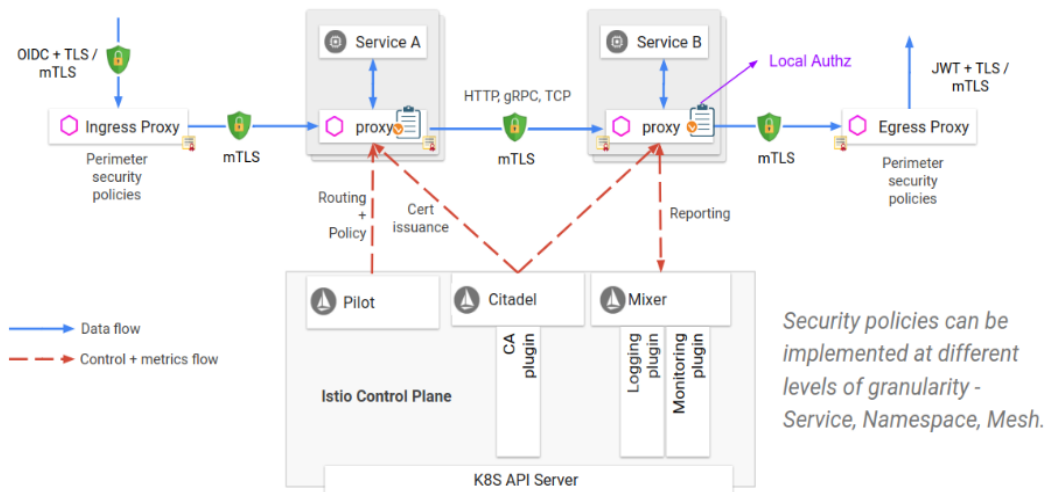 OIDC + TLS /
mTLS
Ingress Proxy
Perimeter
security
policies
mTLS
Service A
proxy
HTTP, gRPC, TCP
mTLS
Service B
proxy
Local Authz
mTLS
JWT + TLS /
mTLS
Egress Proxy
Perimeter
security
policies
Routing
+
Policy
Cert
issuance
Reporting
Pilot
Citadel
Mixer
CA
plugin
Logging
plugin
Monitoring
plugin
Istio Control Plane
K8S API Server
Data flow
Control + metrics flow
Security policies can be
implemented at different
levels of granularity -
Service, Namespace, Mesh.